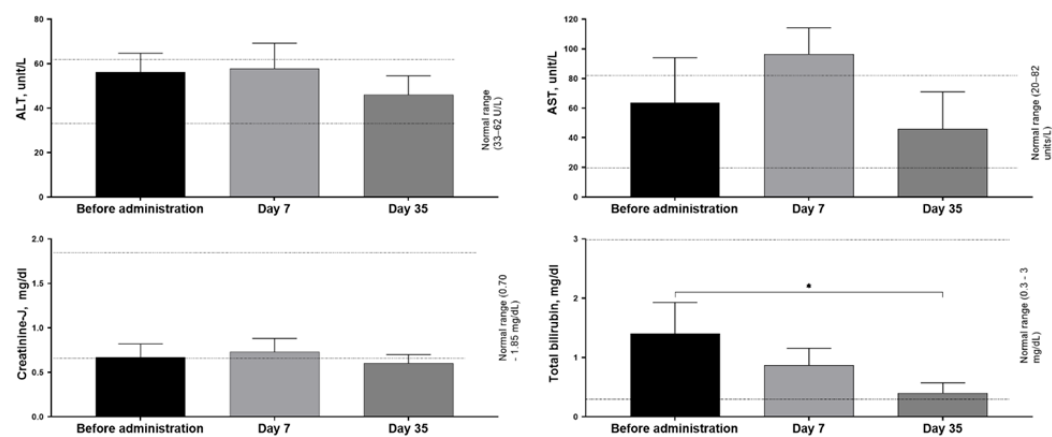 ALT, unit/L
80
60
40
20
0
Normal range
(33–62 U/L)
Before administration
Day 7
Day 35
AST, unit/L
120
100
80
60
40
20
0
Normal range (20–82
units/L)
Before administration
Day 7
Day 35
Creatinine-J, mg/dl
2.0
1.5
1.0
0.5
0.0
Normal range (0.70
- 1.85 mg/dL)
Before administration
Day 7
Day 35
Total bilirubin, mg/dl
3
2
1
0
*
Normal range (0.3 - 3
mg/dL)
Before administration
Day 7
Day 35